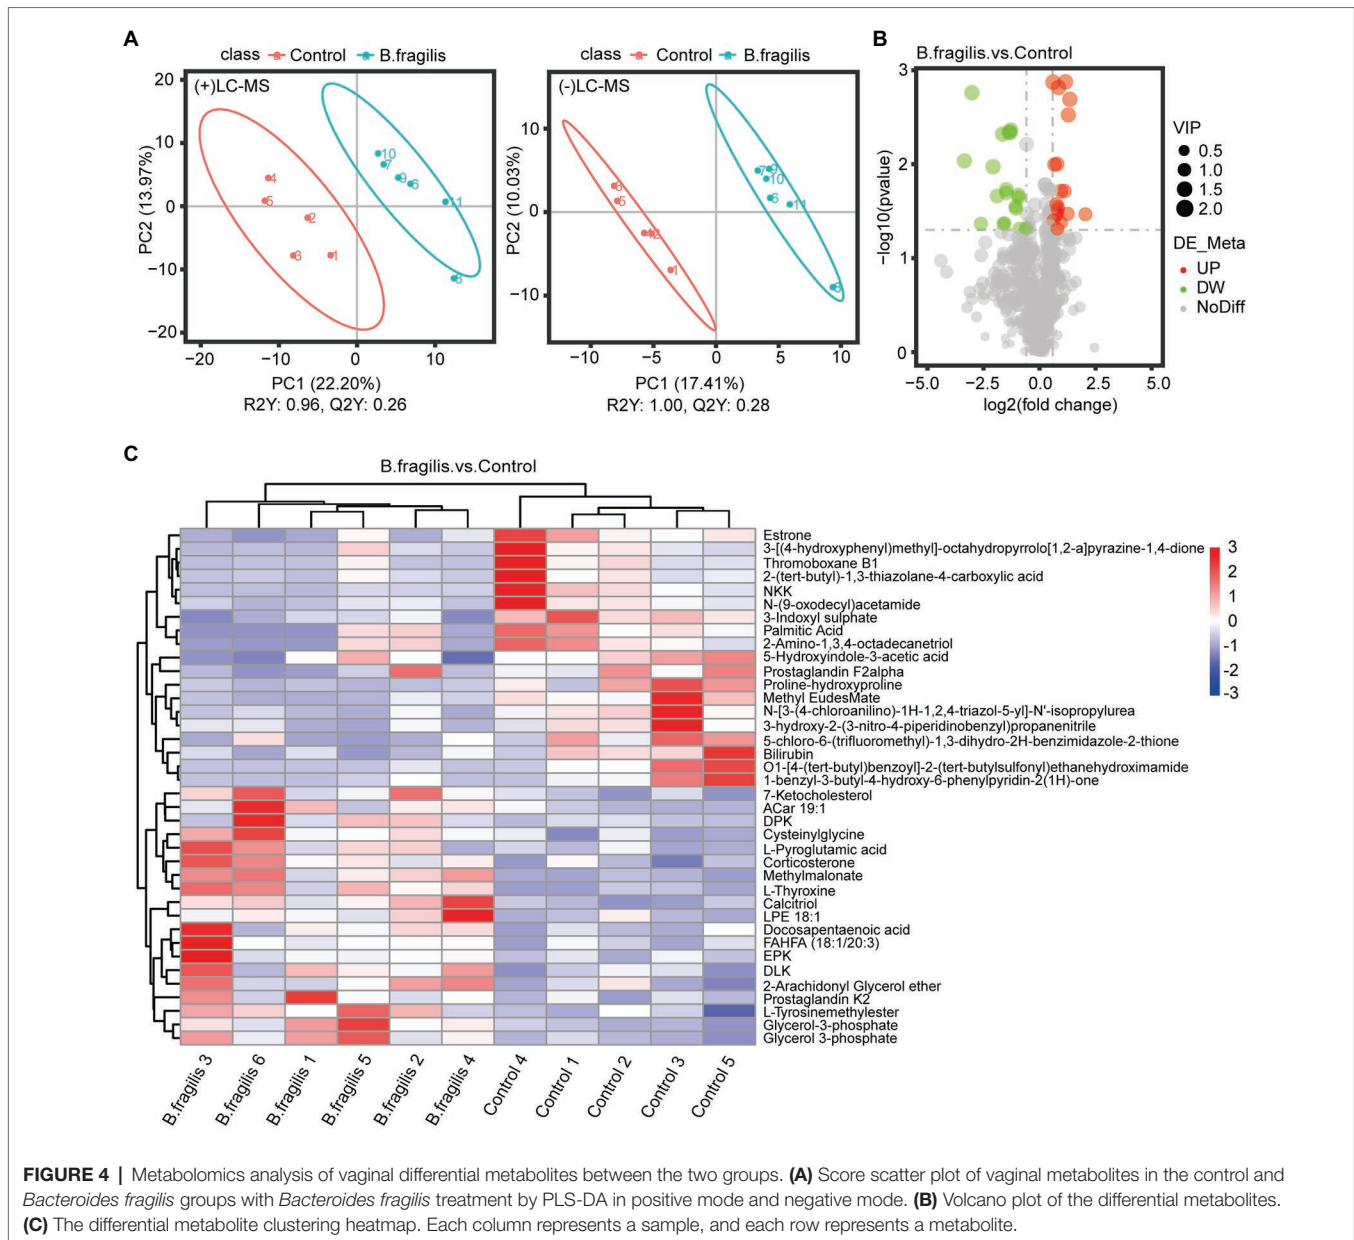 A
class Control B.fragilis
(+)LC-MS
20
10
0
−10
−20
PC2 (13.97%)
10
7
9
6
11
8
4
5
2
3
1
−20 −10 0 10
PC1 (22.20%)
R2Y: 0.96, Q2Y: 0.26
class Control B.fragilis
(-)LC-MS
10
0
−10
PC2 (10.03%)
7
9
10
6
11
5
2
1
−10 −5 0 5 10
PC1 (17.41%)
R2Y: 1.00, Q2Y: 0.28
B
B.fragilis.vs.Control
3
2
1
0
−log10(pvalue)
−5.0 −2.5 0.0 2.5 5.0
log2(fold change)
VIP
0.5
1.0
1.5
2.0
DE_Meta
UP
DW
NoDiff
C
B.fragilis.vs.Control
Estrone
3-[(4-hydroxyphenyl)methyl]-octahydropyrrolo[1,2-a]pyrazine-1,4-dione
Thromboxane B1
2-(tert-butyl)-1,3-thiazolane-4-carboxylic acid
NKK
N-(9-oxodecyl)acetamide
3-Indoxyl sulphate
Palmitic Acid
2-Amino-1,3,4-octadecanetriol
5-Hydroxyindole-3-acetic acid
Prostaglandin F2alpha
Proline-hydroxyproline
Methyl EudesMate
N-[3-(4-chloroanilino)-1H-1,2,4-triazol-5-yl]-N'-isopropylurea
3-hydroxy-2-(3-nitro-4-piperidinobenzyl)propanenitrile
5-chloro-6-(trifluoromethyl)-1,3-dihydro-2H-benzimidazole-2-thione
Bilirubin
O1-[4-(tert-butyl)benzoyl]-2-(tert-butylsulfonyl)ethanehydroximamide
1-benzyl-3-butyl-4-hydroxy-6-phenylpyridin-2(1H)-one
7-Ketocholesterol
ACar 19:1
DPK
Cysteinylglycine
L-Pyroglutamic acid
Corticosterone
Methylmalonate
L-Thyroxine
Calcitriol
LPE 18:1
Docosapentaenoic acid
FAHFA (18:1/20:3)
EPK
DLK
2-Arachidonyl Glycerol ether
Prostaglandin K2
L-Tyrosinemethylester
Glycerol-3-phosphate
Glycerol 3-phosphate
3
2
1
0
-1
-2
-3
B.fragilis 3
B.fragilis 6
B.fragilis 1
B.fragilis 5
B.fragilis 2
B.fragilis 4
Control 4
Control 1
Control 2
Control 3
Control 5
FIGURE 4 | Metabolomics analysis of vaginal differential metabolites between the two groups. (A) Score scatter plot of vaginal metabolites in the control and
Bacteroides fragilis groups with Bacteroides fragilis treatment by PLS-DA in positive mode and negative mode. (B) Volcano plot of the differential metabolites.
(C) The differential metabolite clustering heatmap. Each column represents a sample, and each row represents a metabolite.